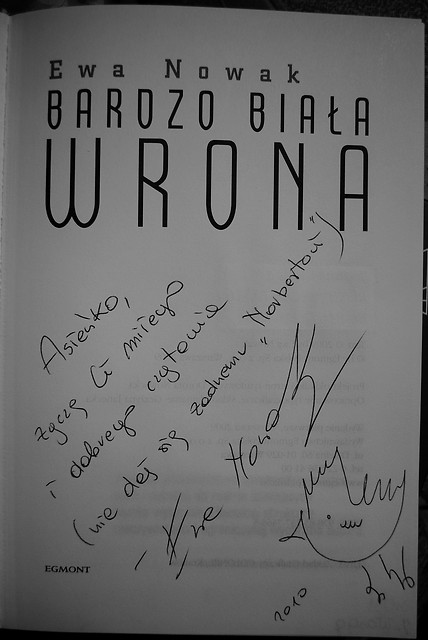 Ewa Nowak
BARDZO BIAŁA
WRONA
Asieńko,
życzę Ci miłego
i dobrego czytania
(nie daj się żadnemu „Norbertowi")
– Ewa Nowak
EGMONT
2010